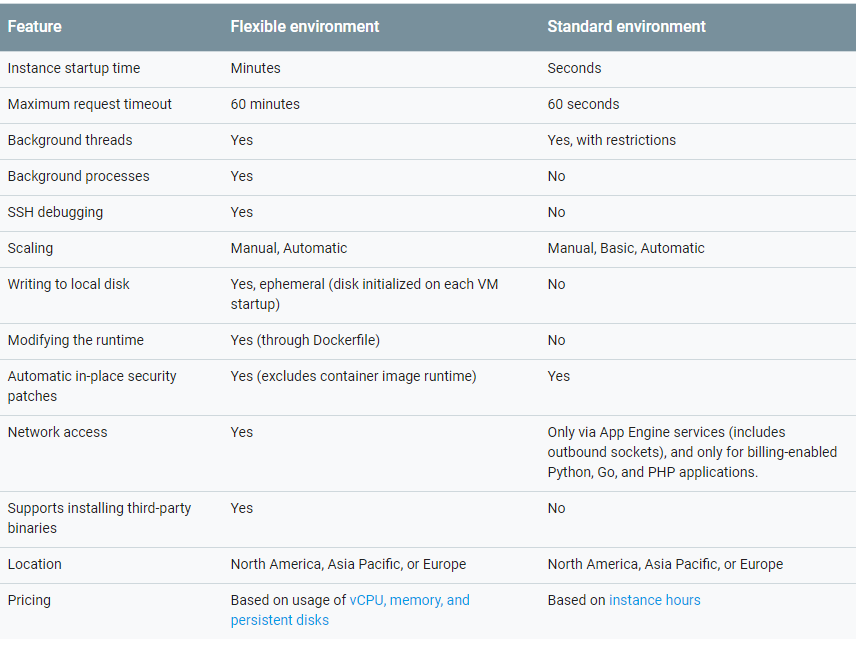 Feature Flexible environment Standard environment
Instance startup time Minutes Seconds
Maximum request timeout 60 minutes 60 seconds
Background threads Yes Yes, with restrictions
Background processes Yes No
SSH debugging Yes No
Scaling Manual, Automatic Manual, Basic, Automatic
Writing to local disk Yes, ephemeral (disk initialized on each VM No
startup)
Modifying the runtime Yes (through Dockerfile) No
Automatic in-place security Yes (excludes container image runtime) Yes
patches
Network access Yes Only via App Engine services (includes
outbound sockets), and only for billing-enabled
Python, Go, and PHP applications.
Supports installing third-party Yes No
binaries
Location North America, Asia Pacific, or Europe North America, Asia Pacific, or Europe
Pricing Based on usage of vCPU, memory, and Based on instance hours
persistent disks